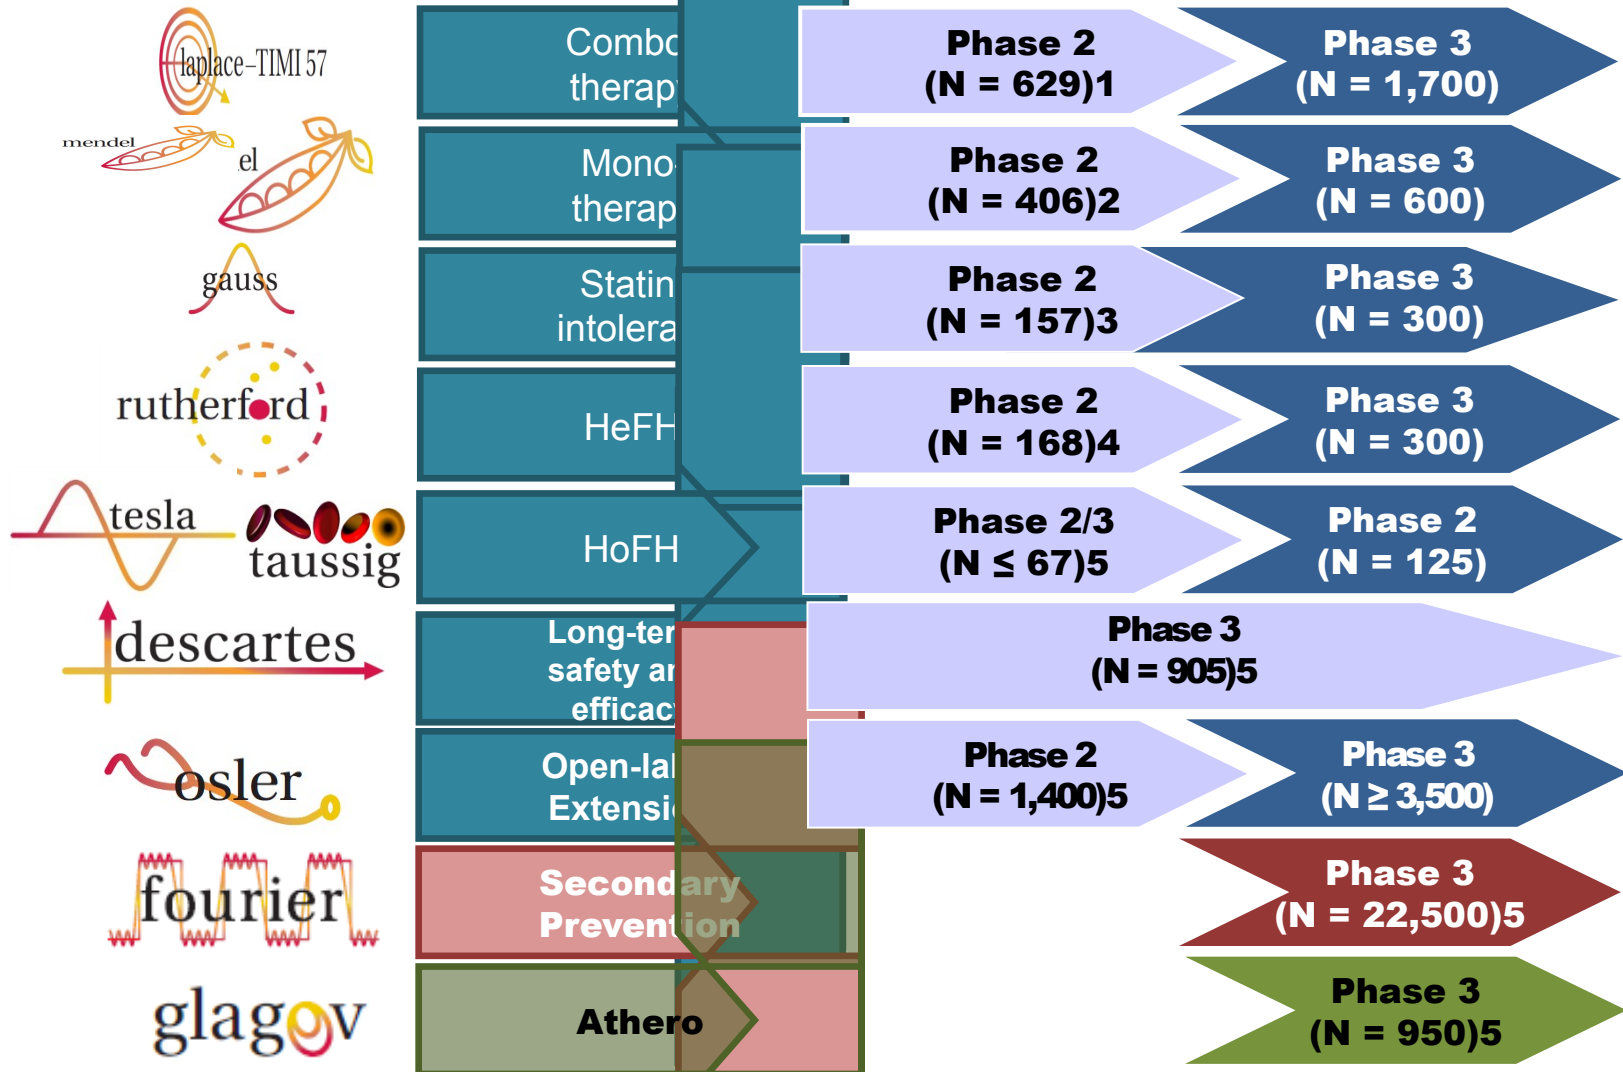 laplace–TIMI 57
Combo
therap
Phase 2
(N = 629)1
Phase 3
(N = 1,700)
mendel
el
Mono-
therap
Phase 2
(N = 406)2
Phase 3
(N = 600)
gauss
Statin
intolera
Phase 2
(N = 157)3
Phase 3
(N = 300)
rutherford
HeFH
Phase 2
(N = 168)4
Phase 3
(N = 300)
tesla
taussig
HoFH
Phase 2/3
(N ≤ 67)5
Phase 2
(N = 125)
descartes
Long-ter
safety an
efficac
Phase 3
(N = 905)5
osler
Open-la
Extensi
Phase 2
(N = 1,400)5
Phase 3
(N ≥ 3,500)
fourier
Secondary
Prevention
Phase 3
(N = 22,500)5
glagov
Athero
Phase 3
(N = 950)5